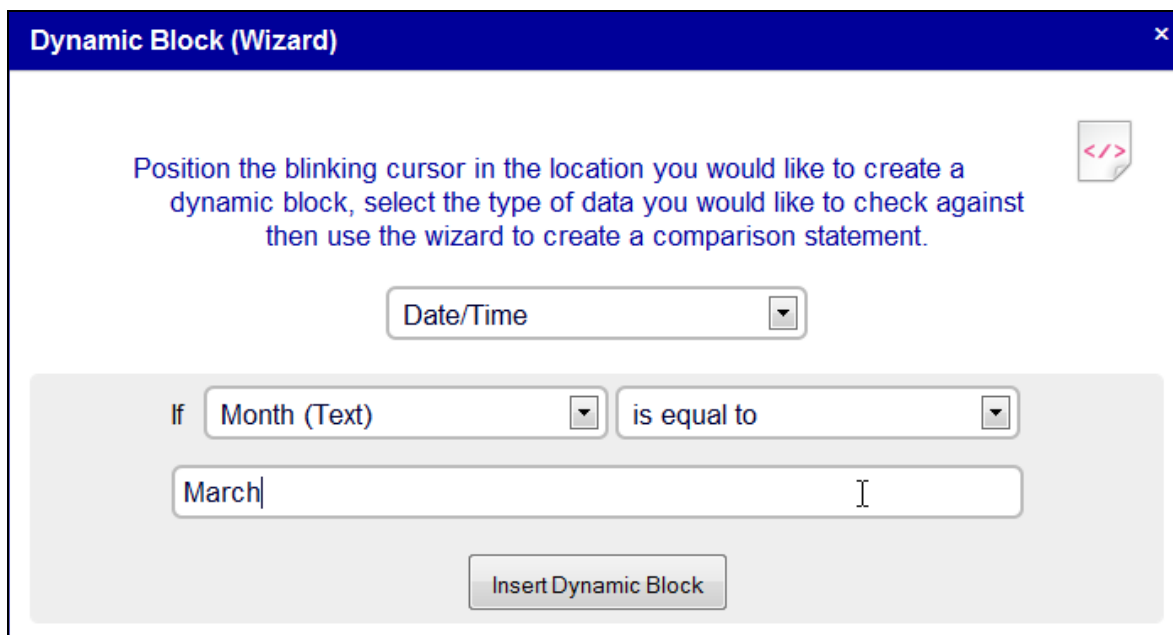 Dynamic Block (Wizard) ×
</>
Position the blinking cursor in the location you would like to create a
dynamic block, select the type of data you would like to check against
then use the wizard to create a comparison statement.
Date/Time
If Month (Text) is equal to
March
Insert Dynamic Block